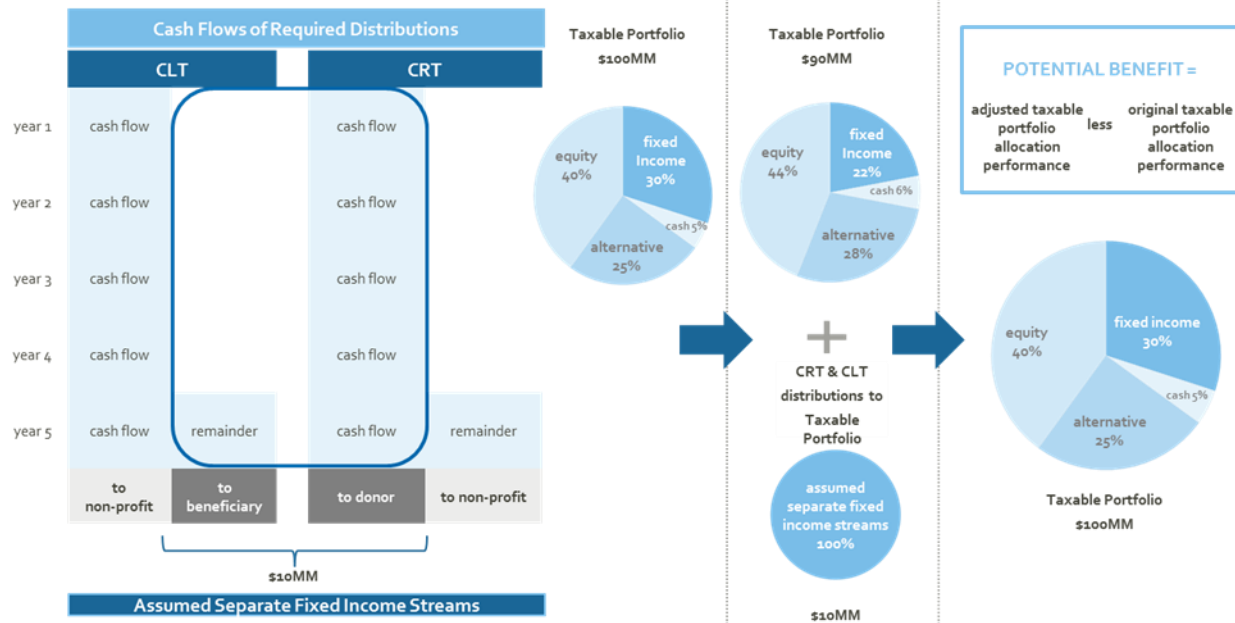 Cash Flows of Required Distributions
CLT
CRT
year 1
cash flow
cash flow
year 2
cash flow
cash flow
year 3
cash flow
cash flow
year 4
cash flow
cash flow
year 5
cash flow
remainder
cash flow
remainder
to
non-profit
to
beneficiary
to donor
to non-profit
$10MM
Assumed Separate Fixed Income Streams
Taxable Portfolio
$100MM
fixed
Income
30%
equity
40%
cash 5%
alternative
25%
Taxable Portfolio
$90MM
fixed
Income
22%
equity
44%
cash 6%
alternative
28%
CRT & CLT
distributions to
Taxable
Portfolio
assumed
separate fixed
income streams
100%
$10MM
POTENTIAL BENEFIT =
adjusted taxable
portfolio
allocation
performance
less
original taxable
portfolio
allocation
performance
fixed income
30%
equity
40%
cash 5%
alternative
25%
Taxable Portfolio
$100MM